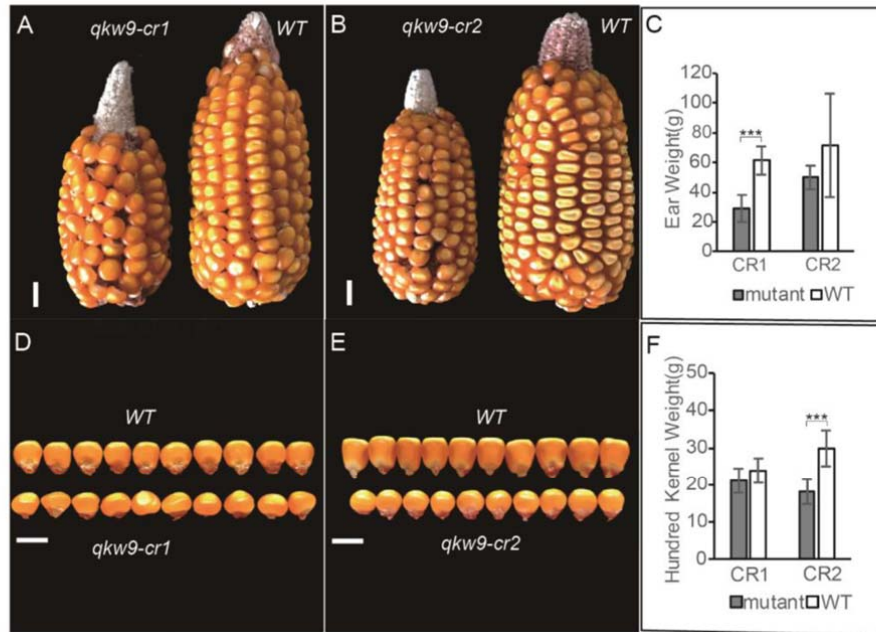 A
qkw9-cr1
WT
B
qkw9-cr2
WT
C
Ear Weight(g)
120
100
80
60
40
20
0
***
CR1
CR2
mutant
WT
D
WT
qkw9-cr1
E
WT
qkw9-cr2
F
Hundred Kernel Weight(g)
50
40
30
20
10
0
***
CR1
CR2
mutant
WT